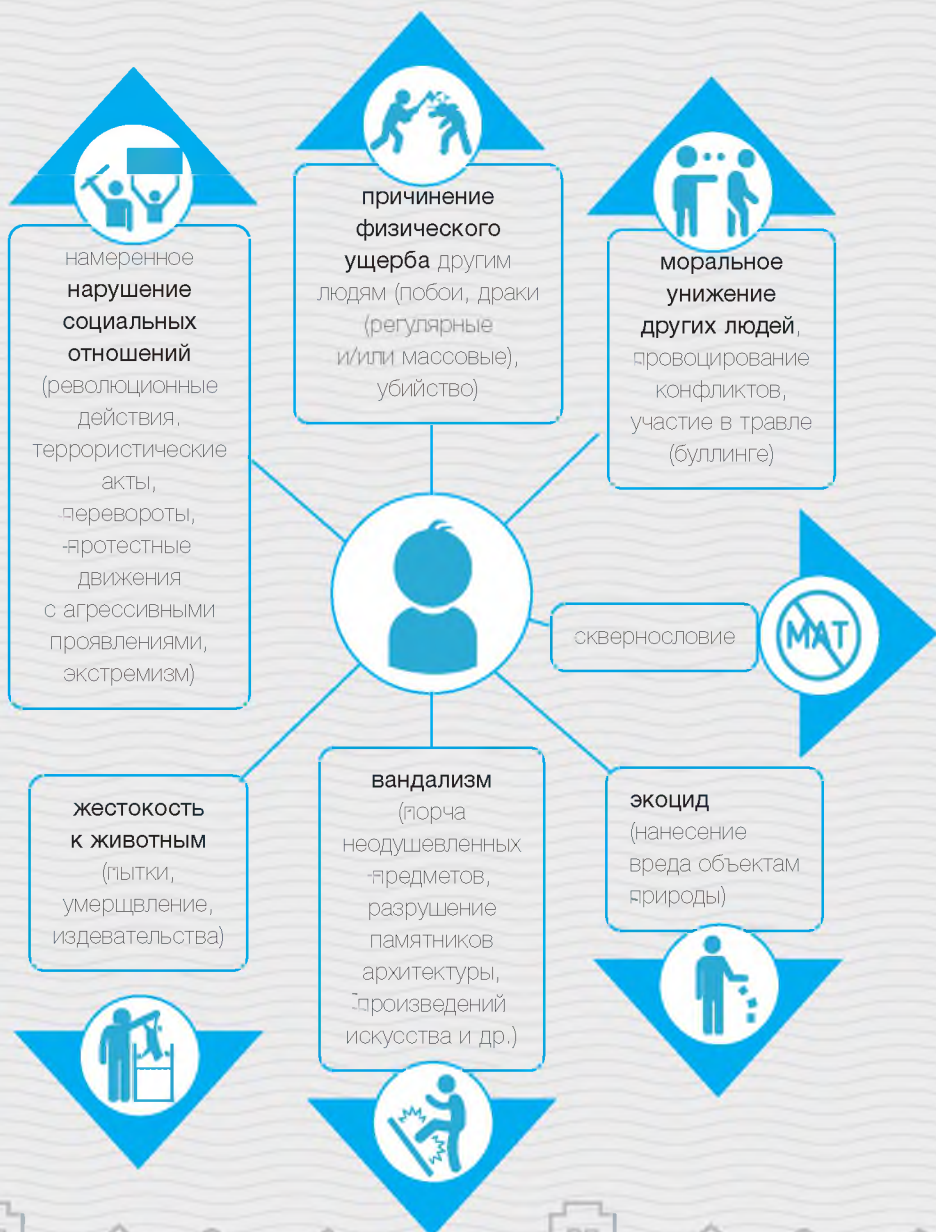 намеренное
нарушение
социальных
отношений
(революционные
действия,
террористические
акты,
перевороты,
протестные
движения
с агрессивными
проявлениями,
экстремизм)
причинение
физического
ущерба другим
людям (побои, драки
(регулярные
и/или массовые),
убийство)
моральное
унижение
других людей,
провоцирование
конфликтов,
участие в травле
(буллинге)
сквернословие
МАТ
жестокость
к животным
(пытки,
умерщвление,
издевательства)
вандализм
(порча
неодушевленных
предметов,
разрушение
памятников
архитектуры,
произведений
искусства и др.)
экоцид
(нанесение
вреда объектам
природы)